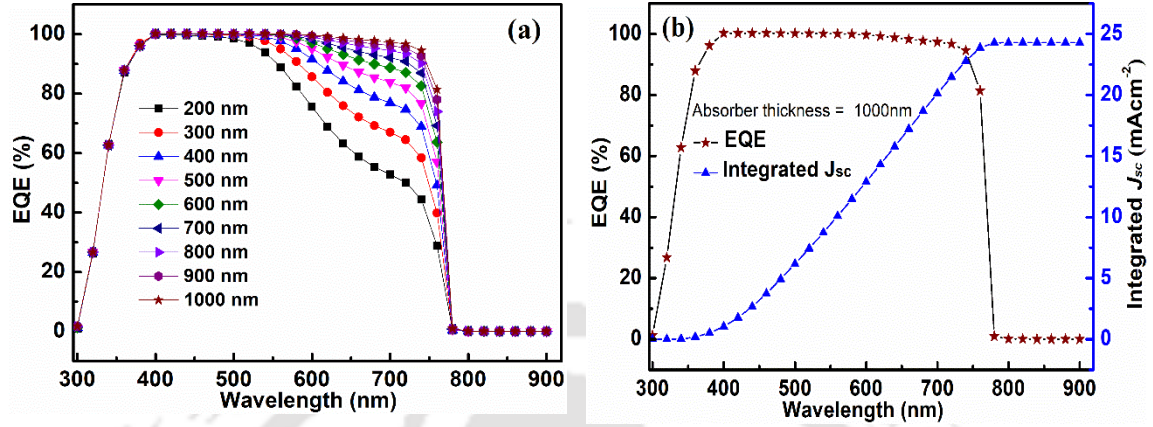 (a)
EQE (%)
100
80
60
40
20
0
200 nm
300 nm
400 nm
500 nm
600 nm
700 nm
800 nm
900 nm
1000 nm
300 400 500 600 700 800 900
Wavelength (nm)
(b)
EQE (%)
100
80
60
40
20
0
Absorber thickness = 1000nm
EQE
Integrated Jsc
25
20
15
10
5
0
Integrated Jsc (mAcm-2)
300 400 500 600 700 800 900
Wavelength (nm)